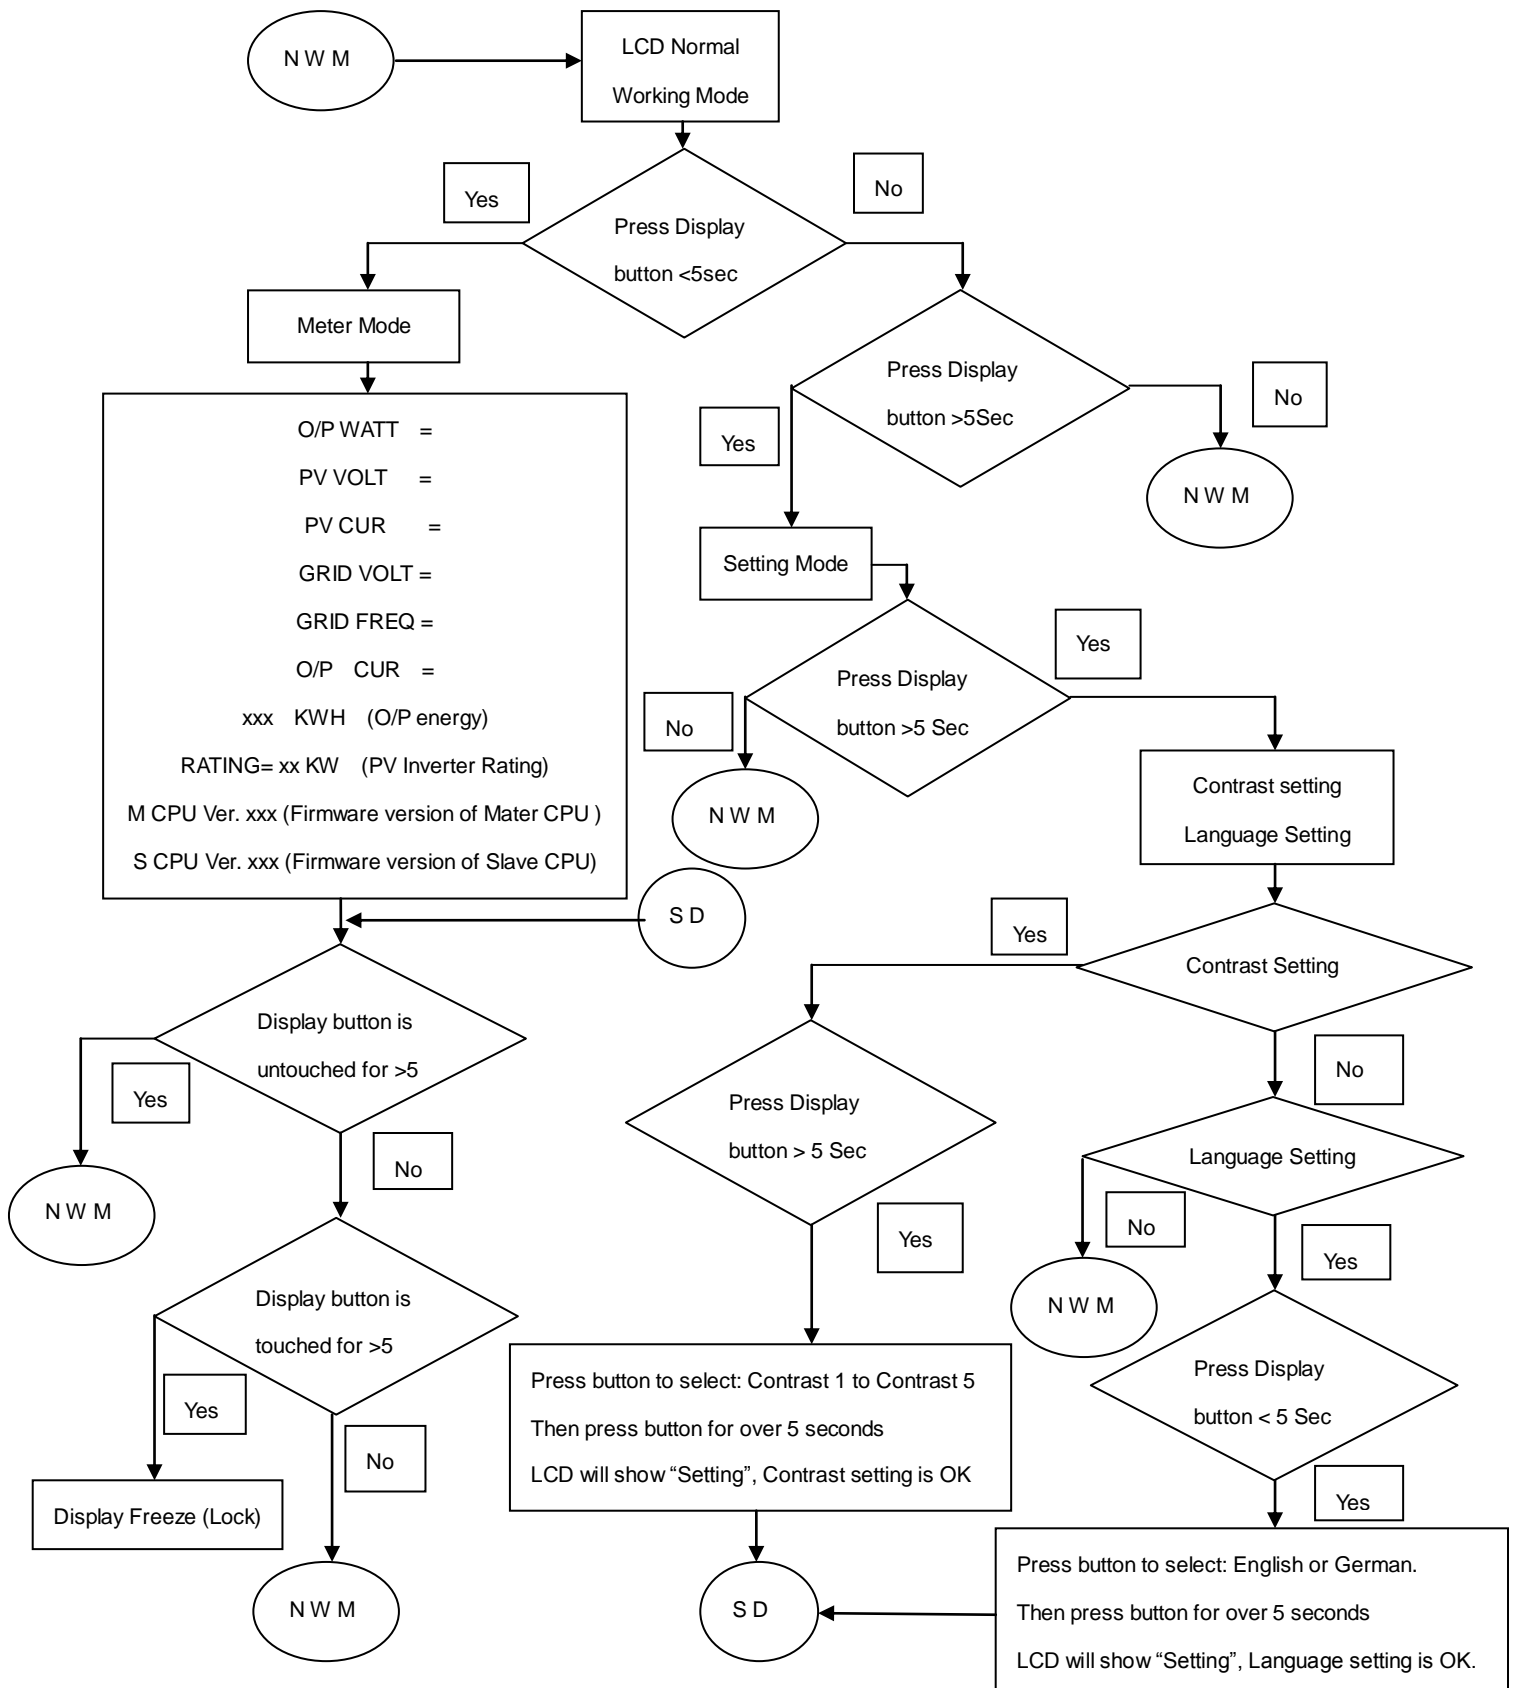 N W M
LCD Normal
Working Mode
Yes
No
Press Display
button <5sec
Meter Mode
Press Display
button >5Sec
No
Yes
N W M
O/P WATT =
PV VOLT =
PV CUR =
GRID VOLT =
GRID FREQ =
O/P CUR =
xxx KWH (O/P energy)
RATING= xx KW (PV Inverter Rating)
M CPU Ver. xxx (Firmware version of Mater CPU )
S CPU Ver. xxx (Firmware version of Slave CPU)
Setting Mode
Press Display
button >5 Sec
Yes
No
N W M
Contrast setting
Language Setting
S D
Yes
Contrast Setting
No
Display button is
untouched for >5
Yes
No
N W M
Press Display
button > 5 Sec
Yes
Language Setting
No
Yes
N W M
Display button is
touched for >5
Yes
No
Display Freeze (Lock)
N W M
Press button to select: Contrast 1 to Contrast 5
Then press button for over 5 seconds
LCD will show “Setting”, Contrast setting is OK
Press Display
button < 5 Sec
Yes
S D
Press button to select: English or German.
Then press button for over 5 seconds
LCD will show “Setting”, Language setting is OK.